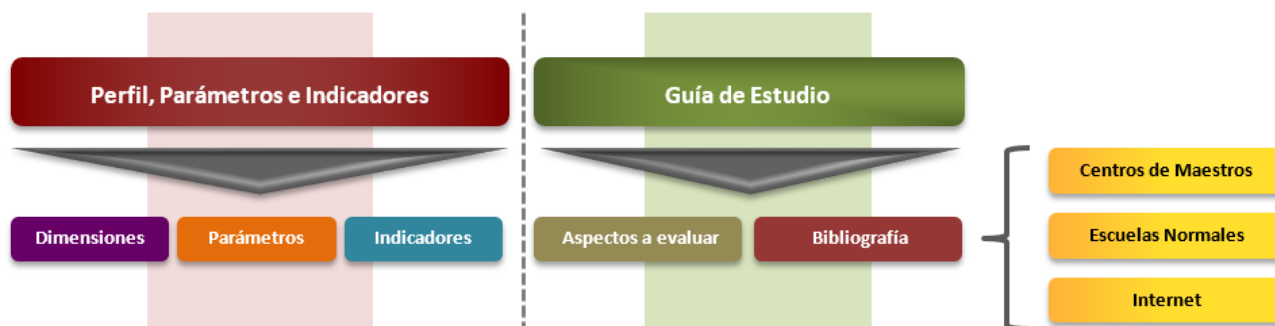 Perfil, Parámetros e Indicadores
Guía de Estudio
Dimensiones
Parámetros
Indicadores
Aspectos a evaluar
Bibliografía
Centros de Maestros
Escuelas Normales
Internet